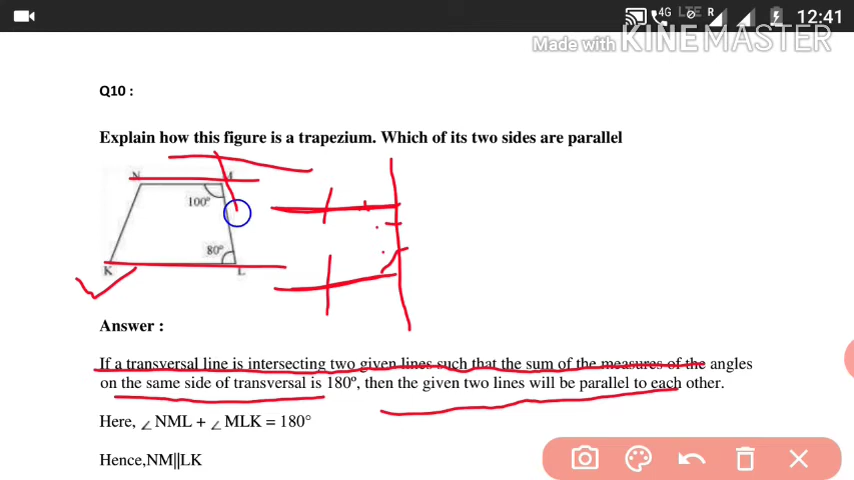 4G LTE R 12:41
Made with KINEMASTER
Q10 :
Explain how this figure is a trapezium. Which of its two sides are parallel
N M
100°
80°
K L
Answer :
If a transversal line is intersecting two given lines such that the sum of the measures of the angles
on the same side of transversal is 180º, then the given two lines will be parallel to each other.
Here, ∠NML + ∠MLK = 180°
Hence,NM||LK